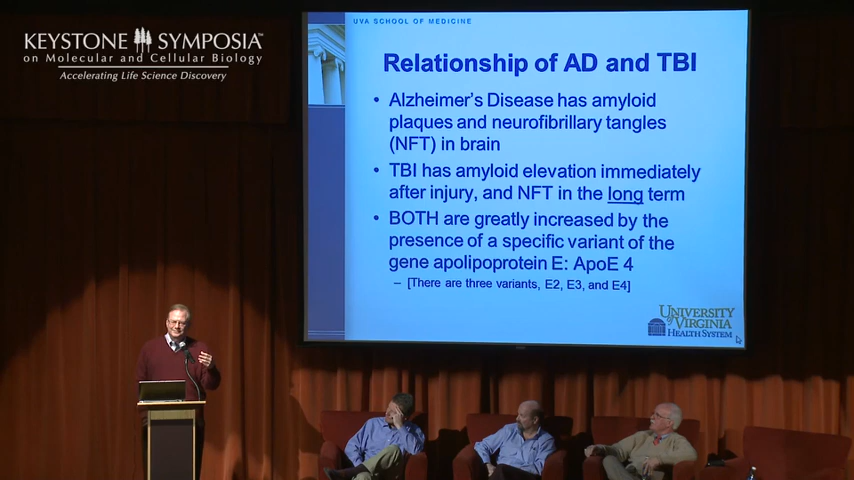 KEYSTONE SYMPOSIA™
on Molecular and Cellular Biology
Accelerating Life Science Discovery
UVA SCHOOL OF MEDICINE
Relationship of AD and TBI
• Alzheimer's Disease has amyloid
plaques and neurofibrillary tangles
(NFT) in brain
• TBI has amyloid elevation immediately
after injury, and NFT in the long term
• BOTH are greatly increased by the
presence of a specific variant of the
gene apolipoprotein E: ApoE 4
– [There are three variants, E2, E3, and E4]
UNIVERSITY
of VIRGINIA
HEALTH SYSTEM